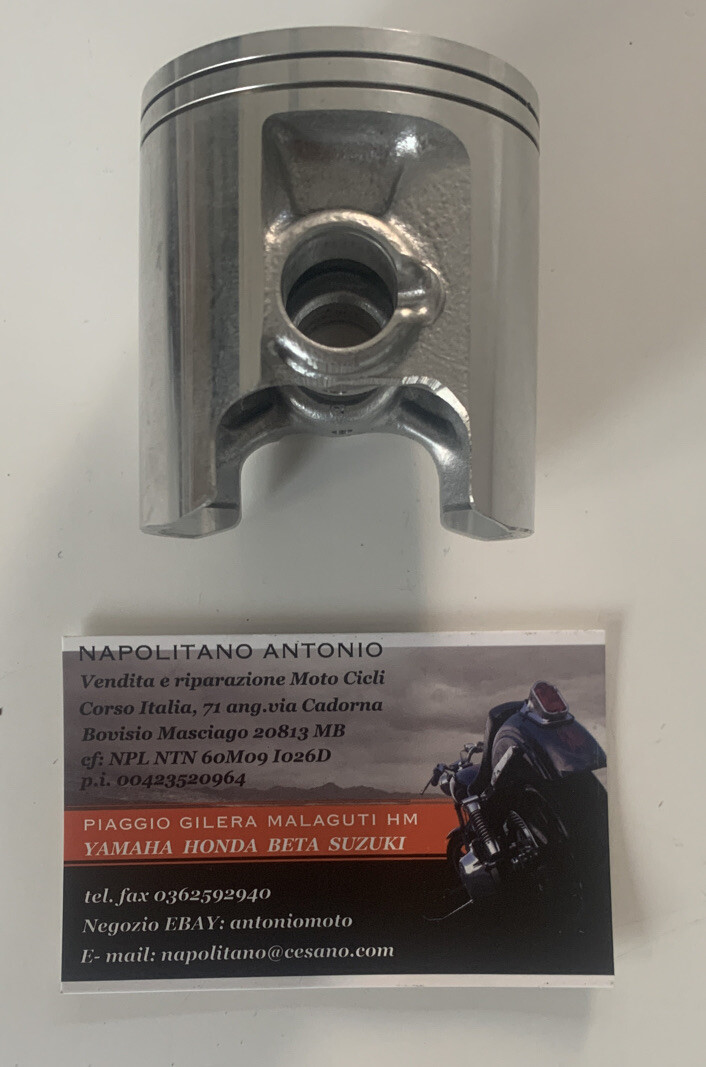 NAPOLITANO ANTONIO
Vendita e riparazione Moto Cicli
Corso Italia, 71 ang.via Cadorna
Bovisio Masciago 20813 MB
cf: NPL NTN 60M09 I026D
p.i. 00423520964
PIAGGIO GILERA MALAGUTI HM
YAMAHA HONDA BETA SUZUKI
tel. fax 0362592940
Negozio EBAY: antoniomoto
E- mail: napolitano@cesano.com